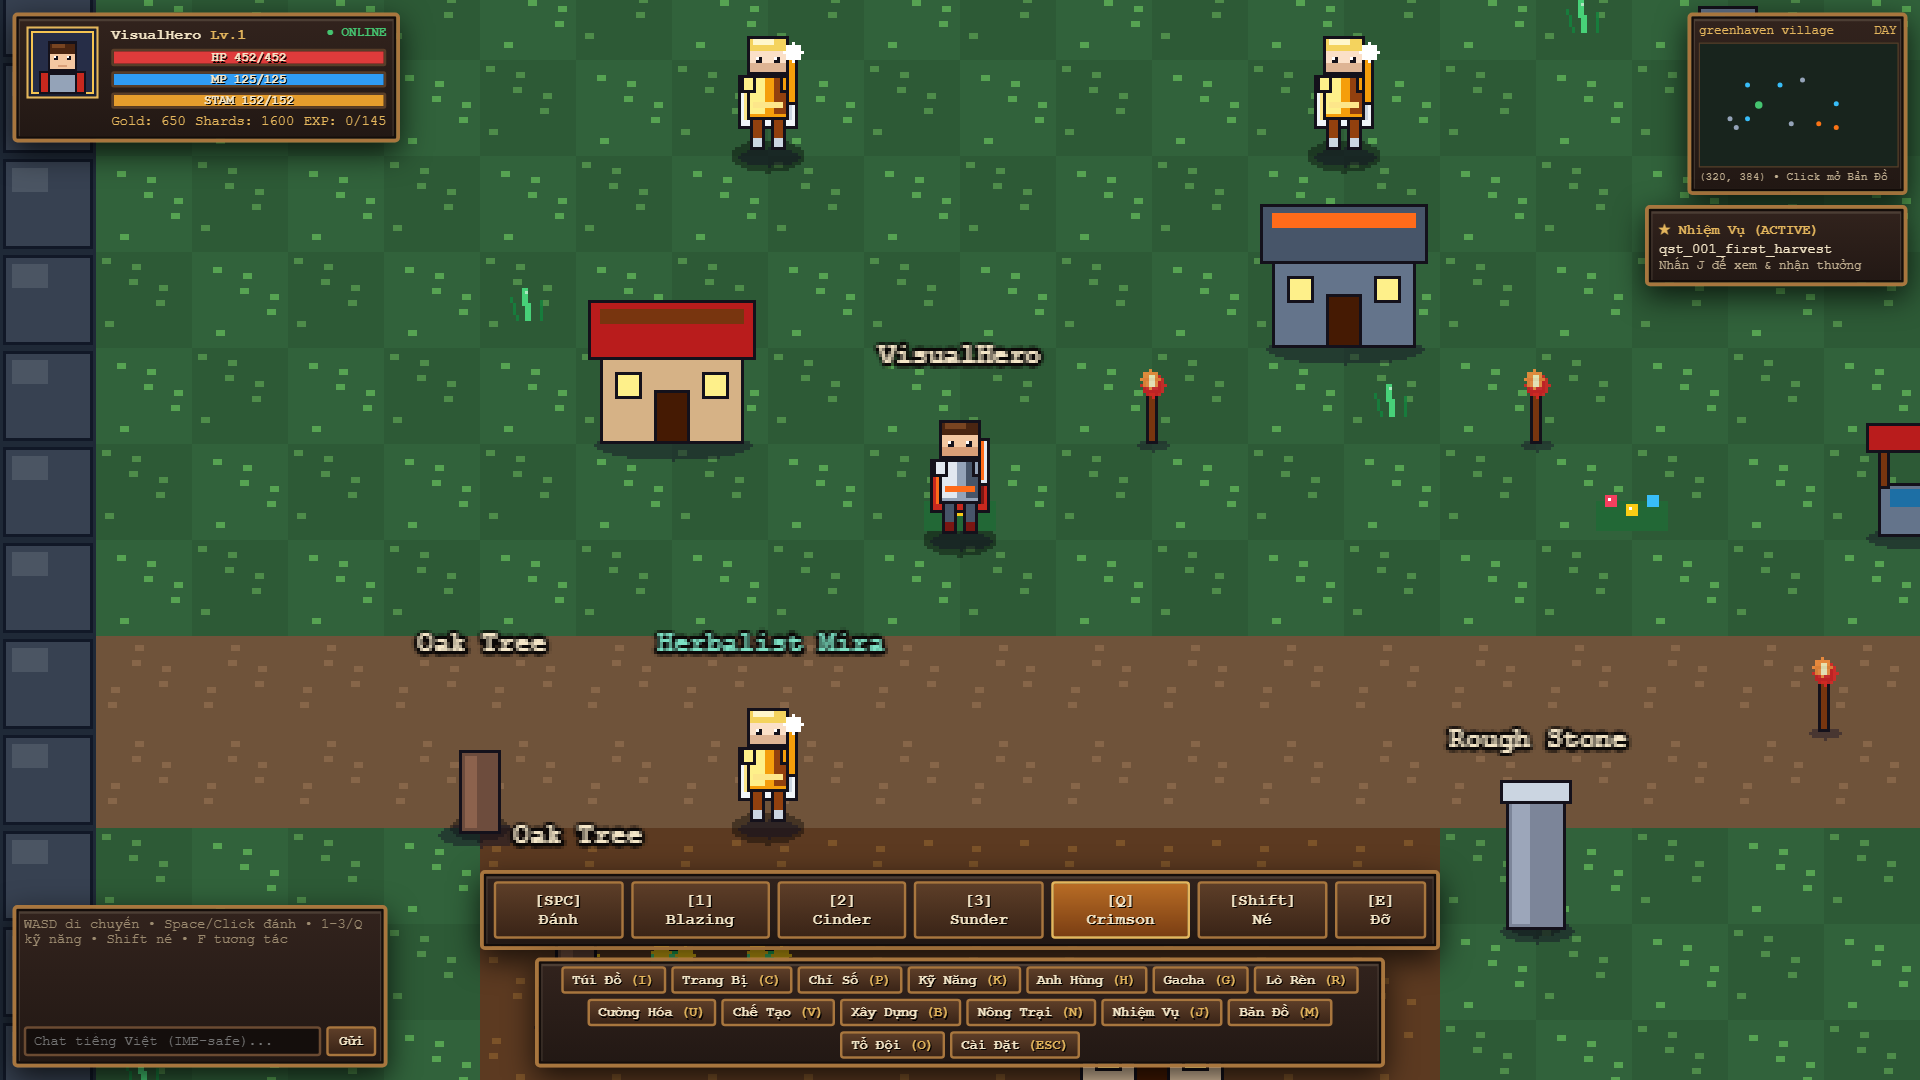 VisualHero Lv.1
● ONLINE
HP 452/452
MP 125/125
STAM 152/152
Gold: 650 Shards: 1600 EXP: 0/145
greenhaven village
DAY
(320, 384) • Click mở Bản Đồ
★ Nhiệm Vụ (ACTIVE)
qst_001_first_harvest
Nhấn J để xem & nhận thưởng
VisualHero
Oak Tree
Herbalist Mira
Rough Stone
Oak Tree
[SPC]
Đánh
[1]
Blazing
[2]
Cinder
[3]
Sunder
[Q]
Crimson
[Shift]
Né
[E]
Đỡ
WASD di chuyển • Space/Click đánh • 1-3/Q
kỹ năng • Shift né • F tương tác
Chat tiếng Việt (IME-safe)...
Gửi
Túi Đồ (I)
Trang Bị (C)
Chỉ Số (P)
Kỹ Năng (K)
Anh Hùng (H)
Gacha (G)
Lò Rèn (R)
Cường Hóa (U)
Chế Tạo (V)
Xây Dựng (B)
Nông Trại (N)
Nhiệm Vụ (J)
Bản Đồ (M)
Tổ Đội (O)
Cài Đặt (ESC)